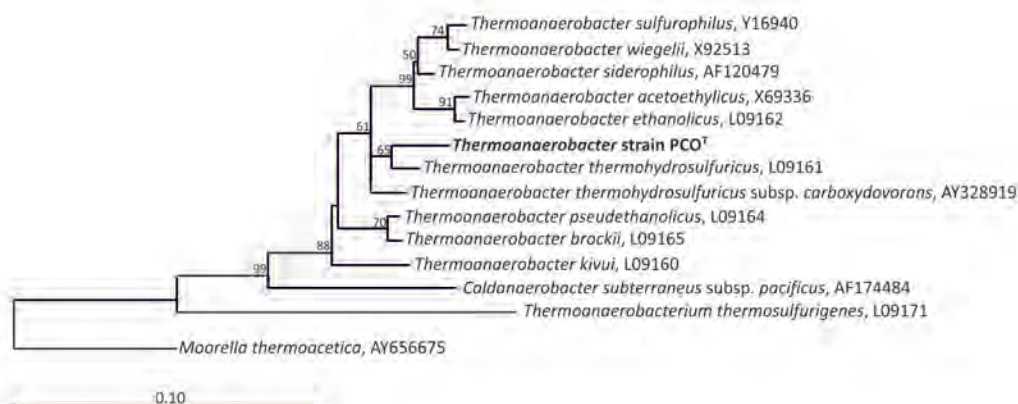 Thermoanaerobacter sulfurophilus, Y16940
74
Thermoanaerobacter wiegelii, X92513
50
Thermoanaerobacter siderophilus, AF120479
99
Thermoanaerobacter acetoethylicus, X69336
91
Thermoanaerobacter ethanolicus, L09162
61
Thermoanaerobacter strain PCOᵀ
65
Thermoanaerobacter thermohydrosulfuricus, L09161
Thermoanaerobacter thermohydrosulfuricus subsp. carboxydovorans, AY328919
Thermoanaerobacter pseudethanolicus, L09164
70
Thermoanaerobacter brockii, L09165
88
Thermoanaerobacter kivui, L09160
99
Caldanaerobacter subterraneus subsp. pacificus, AF174484
Thermoanaerobacterium thermosulfurigenes, L09171
Moorella thermoacetica, AY656675
0.10